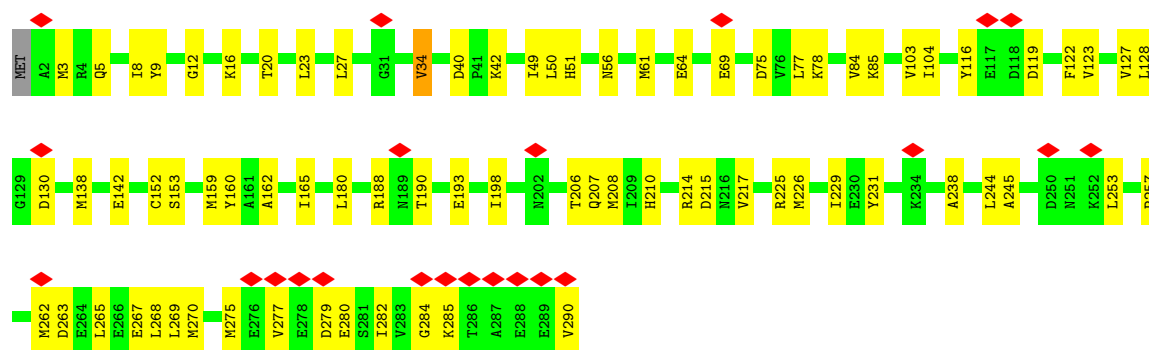 MET A2 M3 R4 Q5 I8 Y9 G12 K16 T20 L23 L27 G31 V34 D40 P41 K42 I49 L50 H51 N56 M61 E64 E69 D75 V76 L77 K78 V84 K85 V103 I104 Y116 E117 D118 D119 F122 V123 V127 L128
G129 D130 M138 E142 C152 S153 M159 Y160 A161 A162 I165 L180 R188 N189 T190 E193 I198 N202 T206 Q207 M208 I209 H210 R214 D215 N216 V217 R225 M226 I229 E230 Y231 K234 A238 L244 A245 D250 N251 K252 L253
M262 D263 E264 L265 E266 E267 L268 L269 M270 M275 E276 V277 E278 D279 E280 S281 I282 V283 G284 K285 T286 A287 E288 E289 V290